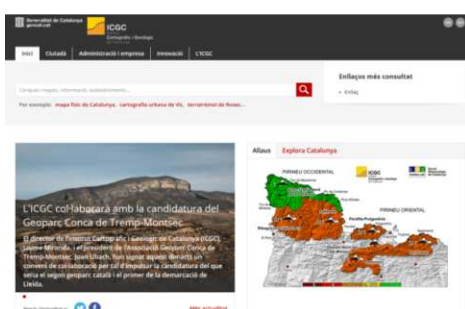 Generalitat de Catalunya
gencat.cat
ICGC
Cartogràfic i Geològic
Inici
Ciutadà
Administració i empresa
Innovació
L'ICGC
Enllaços més consultat
Enllaç
Per exemple: mapa físic de Catalunya, cartografia urbana de Vic, terratrèmol de Roses...
Allaus
Explora Catalunya
L'ICGC col·laborarà amb la candidatura del
Geoparc Conca de Tremp-Montsec
El director de l'Institut Cartogràfic i Geològic de Catalunya (ICGC),
Jaume Miranda, i el president de l'Associació Geoparc Conca de
Tremp-Montsec, Joan Ubach, han signat aquest dimarts un
conveni de col·laboració per tal d'impulsar la candidatura del que
seria el segon geoparc català i el primer de la demarcació de
Lleida.
Més actualitat
PIRINEU OCCIDENTAL
ICGC
PIRINEU ORIENTAL